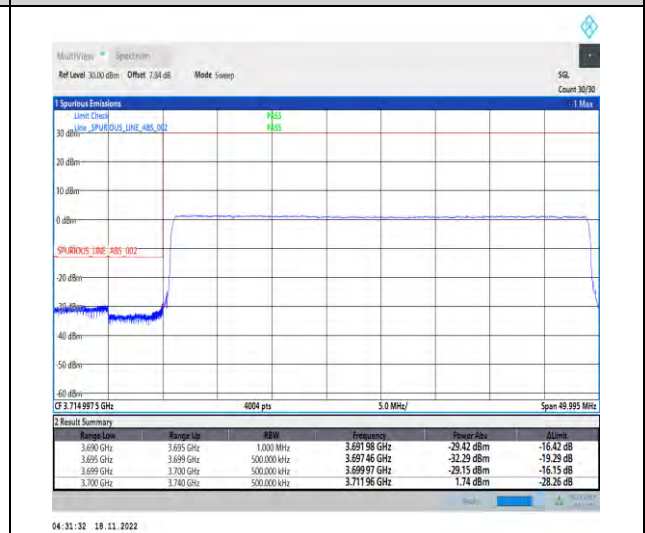 MultiView Spectrum
Ref Level 30.00 dBm Offset 7.84 dB Mode Sweep SGL
Count 30/30
1 Spurious Emissions 1 Max
Limit Check PASS
Line _SPURIOUS_LINE_ABS_002 PASS
30 dBm
20 dBm
10 dBm
0 dBm
SPURIOUS_LINE_ABS_002
-20 dBm
-30 dBm
-40 dBm
-50 dBm
-60 dBm
CF 3.714 997 5 GHz 4004 pts 5.0 MHz/ Span 49.995 MHz
2 Result Summary
Range Low Range Up RBW Frequency Power Abs ΔLimit
3.690 GHz 3.695 GHz 1.000 MHz 3.691 98 GHz -29.42 dBm -16.42 dB
3.695 GHz 3.699 GHz 500.000 kHz 3.697 46 GHz -32.29 dBm -19.29 dB
3.699 GHz 3.700 GHz 500.000 kHz 3.699 97 GHz -29.15 dBm -16.15 dB
3.700 GHz 3.740 GHz 500.000 kHz 3.711 96 GHz 1.74 dBm -28.26 dB
04:31:32 18.11.2022